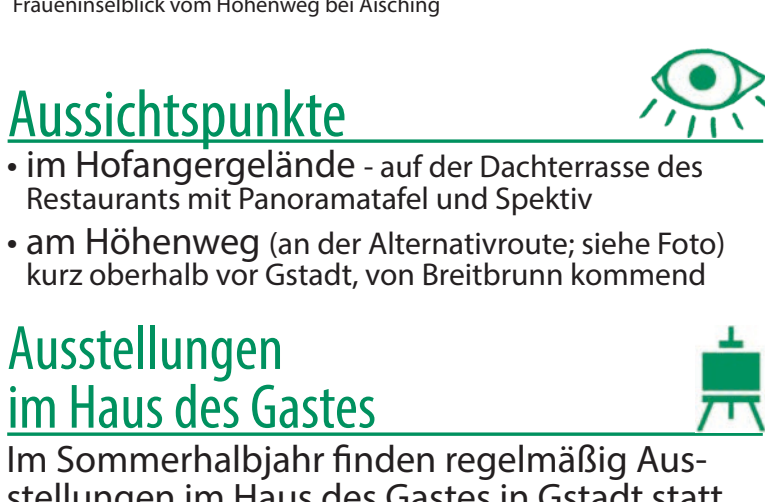 Fraueninselblick vom Höhenweg bei Aisching
Aussichtspunkte
• im Hofangergelände - auf der Dachterrasse des
Restaurants mit Panoramatafel und Spektiv
• am Höhenweg (an der Alternativroute; siehe Foto)
kurz oberhalb vor Gstadt, von Breitbrunn kommend
Ausstellungen
im Haus des Gastes
Im Sommerhalbjahr finden regelmäßig Aus-
stellungen im Haus des Gastes in Gstadt statt